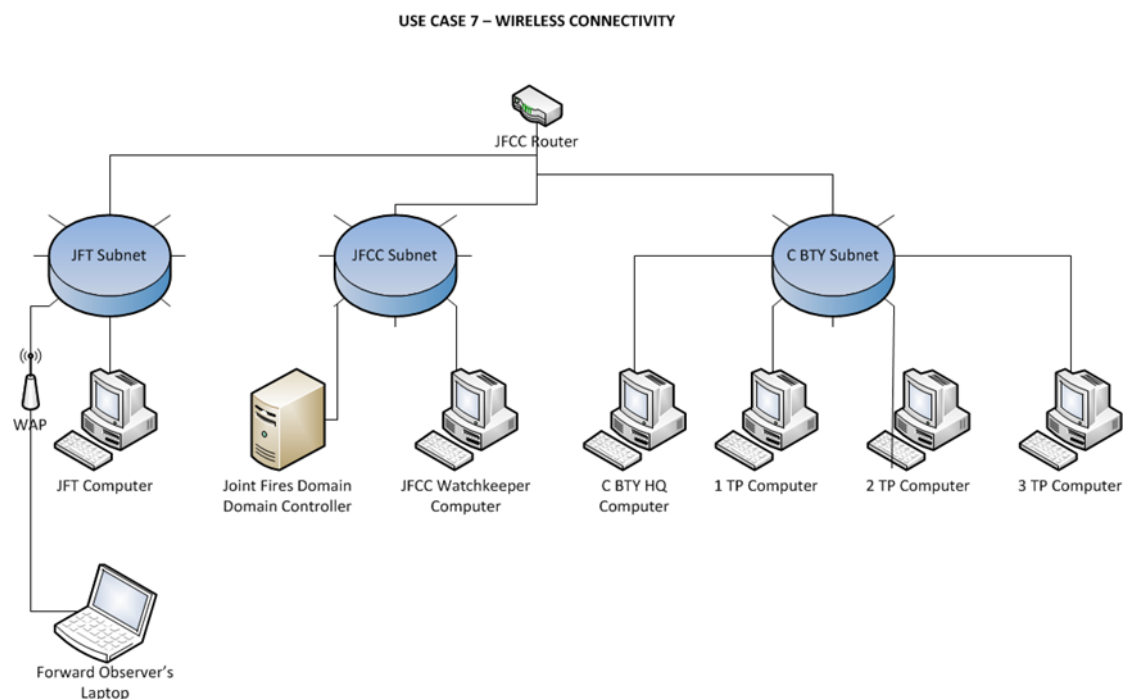 USE CASE 7 – WIRELESS CONNECTIVITY
JFCC Router
JFT Subnet
JFCC Subnet
C BTY Subnet
WAP
JFT Computer
Joint Fires Domain
Domain Controller
JFCC Watchkeeper
Computer
C BTY HQ
Computer
1 TP Computer
2 TP Computer
3 TP Computer
Forward Observer's
Laptop